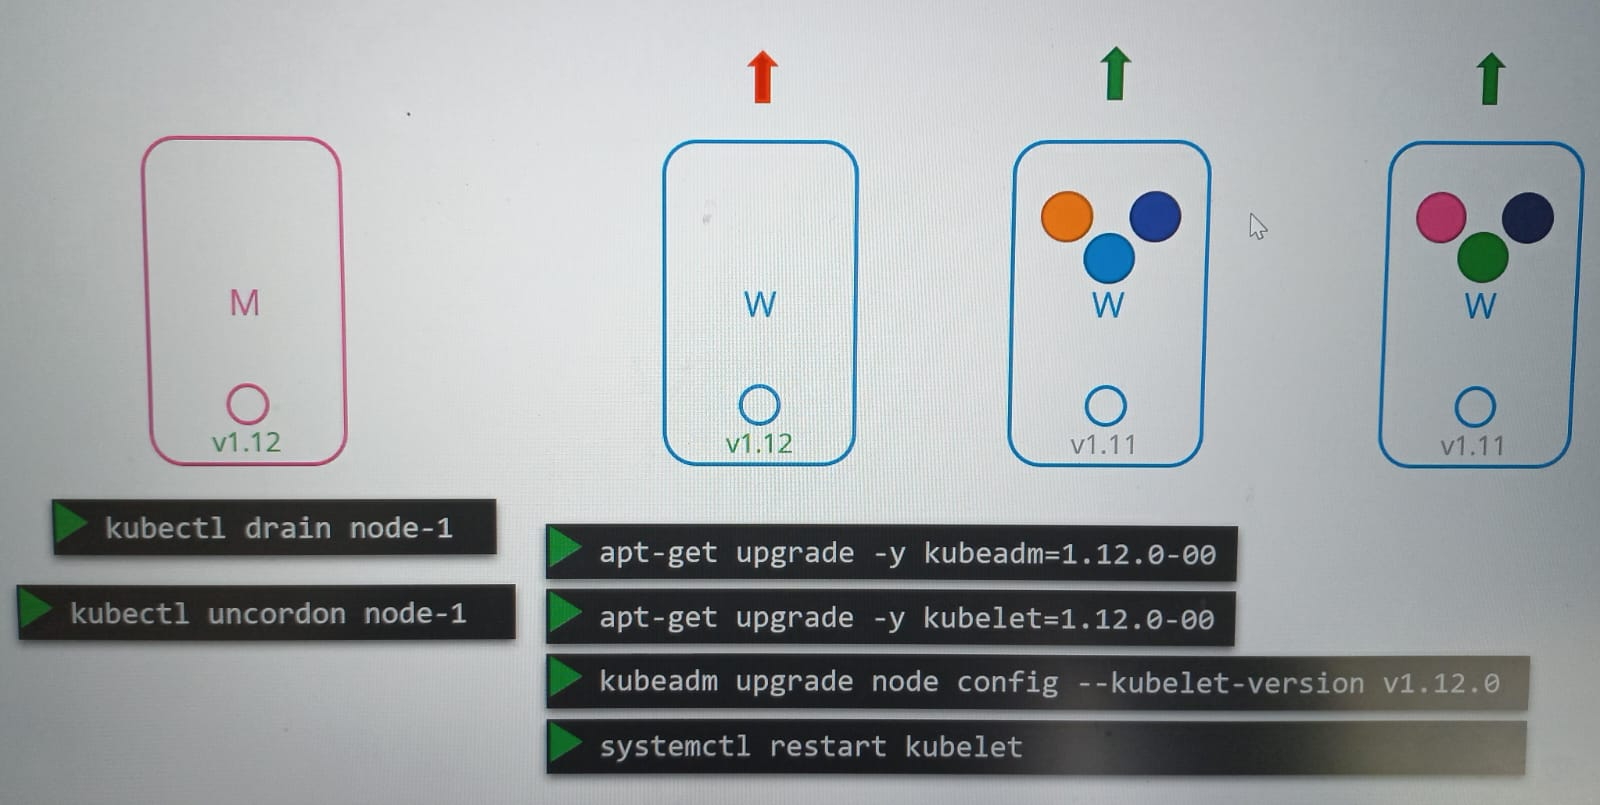 M
W
W
W
v1.12
v1.12
v1.11
v1.11
kubectl drain node-1
kubectl uncordon node-1
apt-get upgrade -y kubeadm=1.12.0-00
apt-get upgrade -y kubelet=1.12.0-00
kubeadm upgrade node config --kubelet-version v1.12.0
systemctl restart kubelet